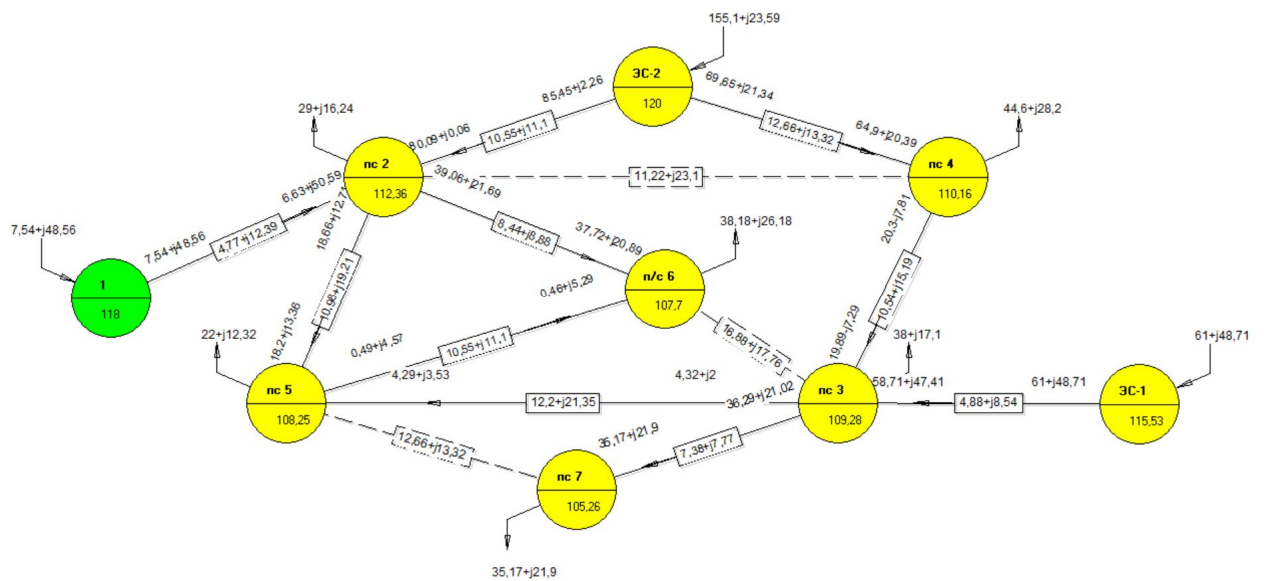 155,1+j23,59
ЭС-2
120
85,45+j2,26
69,65+j21,34
29+j16,24
44,6+j28,2
80,09+j0,06
10,55+j11,1
12,66+j13,32
64,9+j20,39
пс 2
112,36
пс 4
110,16
11,22+j23,1
6,63+j50,59
39,06+j21,69
18,66+j12,71
20,3-j7,81
7,54+j48,56
7,54+j48,56
4,77+j12,39
8,44+j8,88
37,72+j20,89
38,18+j26,18
1
118
п/с 6
107,7
10,98+j19,21
0,46+j5,29
10,54+j15,19
18,2+j13,36
22+j12,32
0,49+j4,57
10,55+j11,1
16,88+j17,76
19,89-j7,29
38+j17,1
61+j48,71
4,29+j3,53
4,32+j2
36,29+j21,02
58,71+j47,41
61+j48,71
пс 5
108,25
12,2+j21,35
пс 3
109,28
4,88+j8,54
ЭС-1
115,53
12,66+j13,32
35,17+j21,9
7,38+j7,77
пс 7
105,26
35,17+j21,9